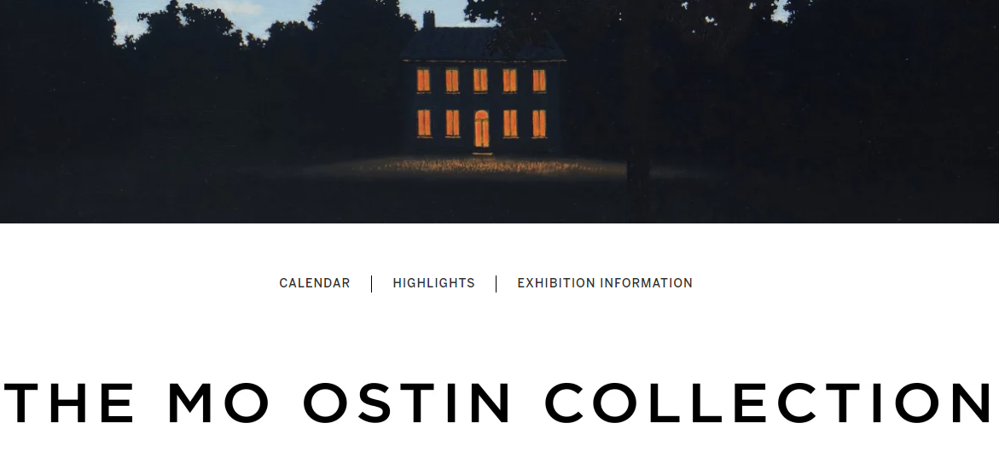 CALENDAR | HIGHLIGHTS | EXHIBITION INFORMATION
THE MO OSTIN COLLECTION